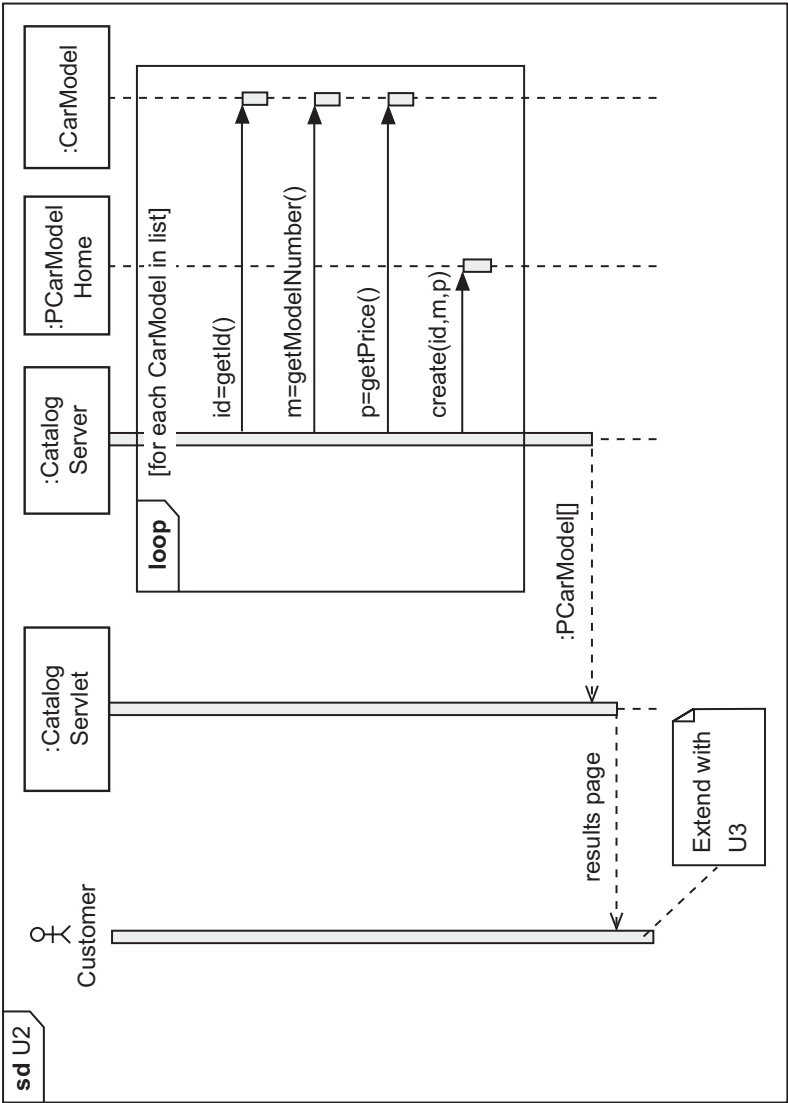 sd U2
Customer
:Catalog
Servlet
:Catalog
Server
:PCarModel
Home
:CarModel
loop
[for each CarModel in list]
id=getId()
m=getModelNumber()
p=getPrice()
create(id,m,p)
:PCarModel[]
results page
Extend with
U3